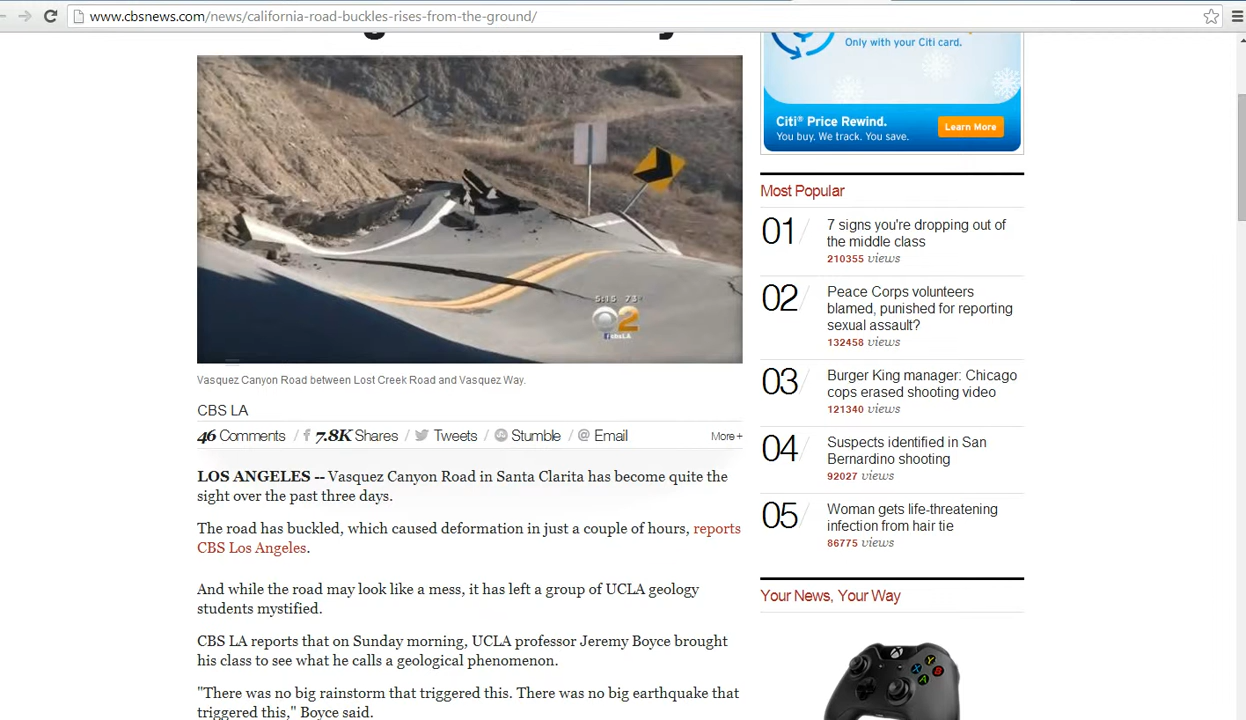 www.cbsnews.com/news/california-road-buckles-rises-from-the-ground/
5:15 73°
2
cbsLA
Vasquez Canyon Road between Lost Creek Road and Vasquez Way.
CBS LA
46 Comments / 7.8K Shares / Tweets / Stumble / @ Email More +
LOS ANGELES -- Vasquez Canyon Road in Santa Clarita has become quite the
sight over the past three days.
The road has buckled, which caused deformation in just a couple of hours, reports
CBS Los Angeles.
And while the road may look like a mess, it has left a group of UCLA geology
students mystified.
CBS LA reports that on Sunday morning, UCLA professor Jeremy Boyce brought
his class to see what he calls a geological phenomenon.
"There was no big rainstorm that triggered this. There was no big earthquake that
triggered this," Boyce said.
Only with your Citi card.
Citi® Price Rewind.
You buy. We track. You save.
Learn More
Most Popular
01/ 7 signs you're dropping out of
the middle class
210355 views
02/ Peace Corps volunteers
blamed, punished for reporting
sexual assault?
132458 views
03/ Burger King manager: Chicago
cops erased shooting video
121340 views
04/ Suspects identified in San
Bernardino shooting
92027 views
05/ Woman gets life-threatening
infection from hair tie
86775 views
Your News, Your Way
Y
X
B
A